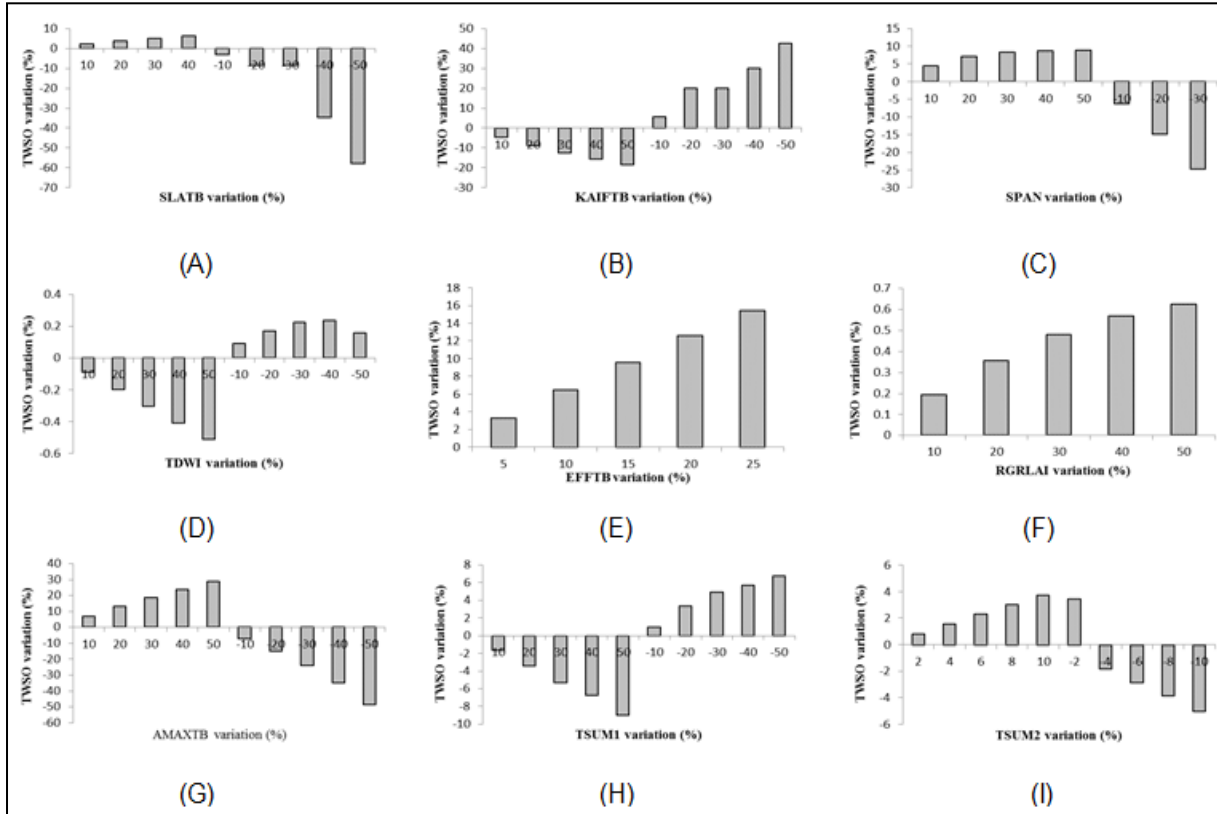 TWSO variation (%)
10
0
-10
-20
-30
-40
-50
-60
-70
10 20 30 40 -10 -20 -30 -40 -50
SLATB variation (%)
(A)
TWSO variation (%)
50
40
30
20
10
0
-10
-20
-30
10 20 30 40 50 -10 -20 -30 -40 -50
KAIFTB variation (%)
(B)
TWSO variation (%)
15
10
5
0
-5
-10
-15
-20
-25
-30
10 20 30 40 50 -10 -20 -30
SPAN variation (%)
(C)
TWSO variation (%)
0.4
0.2
0
-0.2
-0.4
-0.6
10 20 30 40 50 -10 -20 -30 -40 -50
TDWI variation (%)
(D)
TWSO variation (%)
18
16
14
12
10
8
6
4
2
0
5 10 15 20 25
EFFTB variation (%)
(E)
TWSO variation (%)
0.7
0.6
0.5
0.4
0.3
0.2
0.1
0
10 20 30 40 50
RGRLAI variation (%)
(F)
TWSO variation (%)
40
30
20
10
0
-10
-20
-30
-40
-50
-60
10 20 30 40 50 -10 -20 -30 -40 -50
AMAXTB variation (%)
(G)
TWSO variation (%)
8
6
4
2
0
-2
-4
-6
-8
-10
10 20 30 40 50 -10 -20 -30 -40 -50
TSUM1 variation (%)
(H)
TWSO variation (%)
6
4
2
0
-2
-4
-6
2 4 6 8 10 -2 -4 -6 -8 -10
TSUM2 variation (%)
(I)